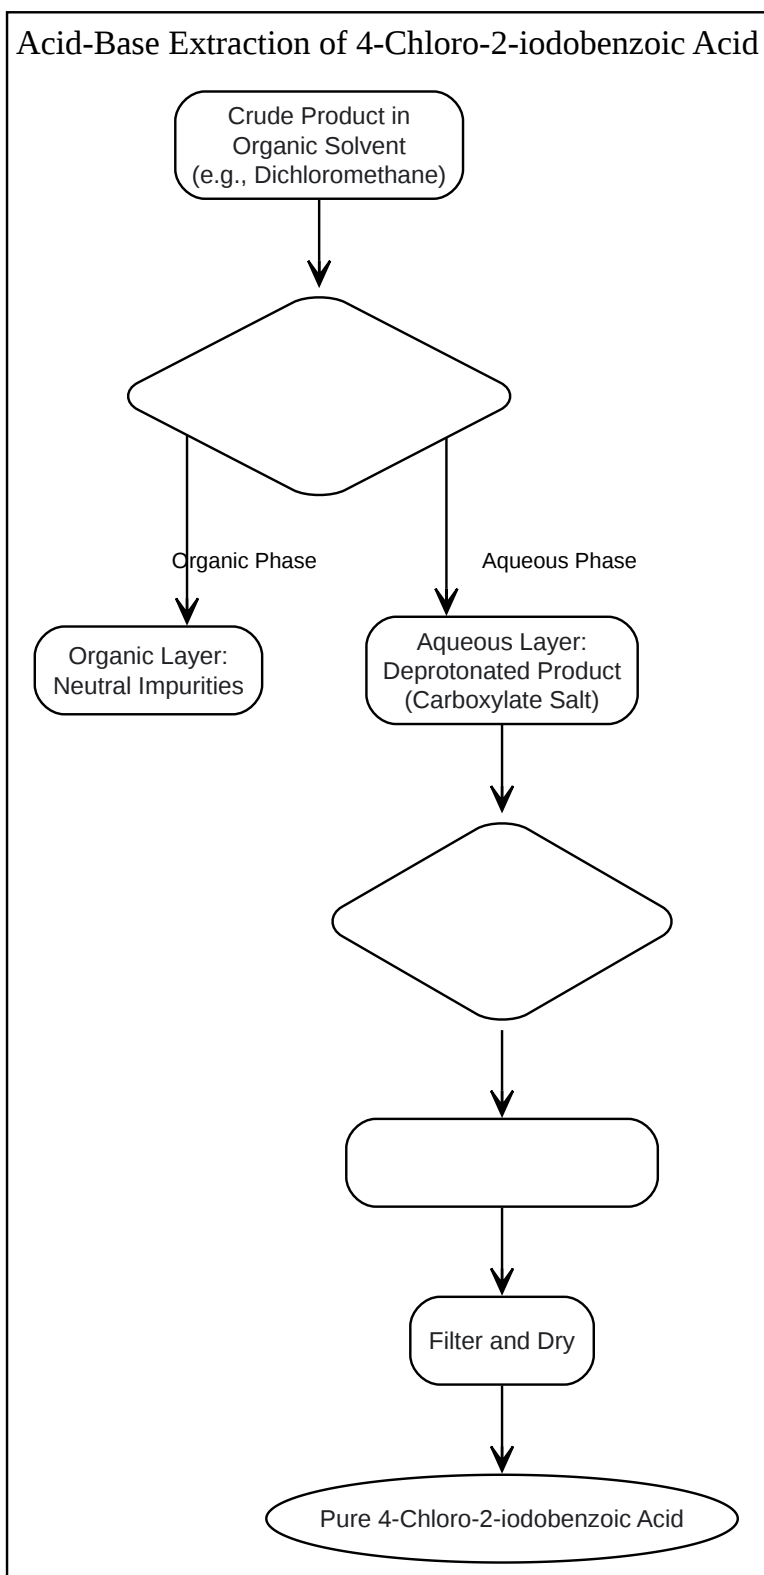 Acid-Base Extraction of 4-Chloro-2-iodobenzoic Acid
Crude Product in
Organic Solvent
(e.g., Dichloromethane)
Organic Phase
Aqueous Phase
Organic Layer:
Neutral Impurities
Aqueous Layer:
Deprotonated Product
(Carboxylate Salt)
Filter and Dry
Pure 4-Chloro-2-iodobenzoic Acid